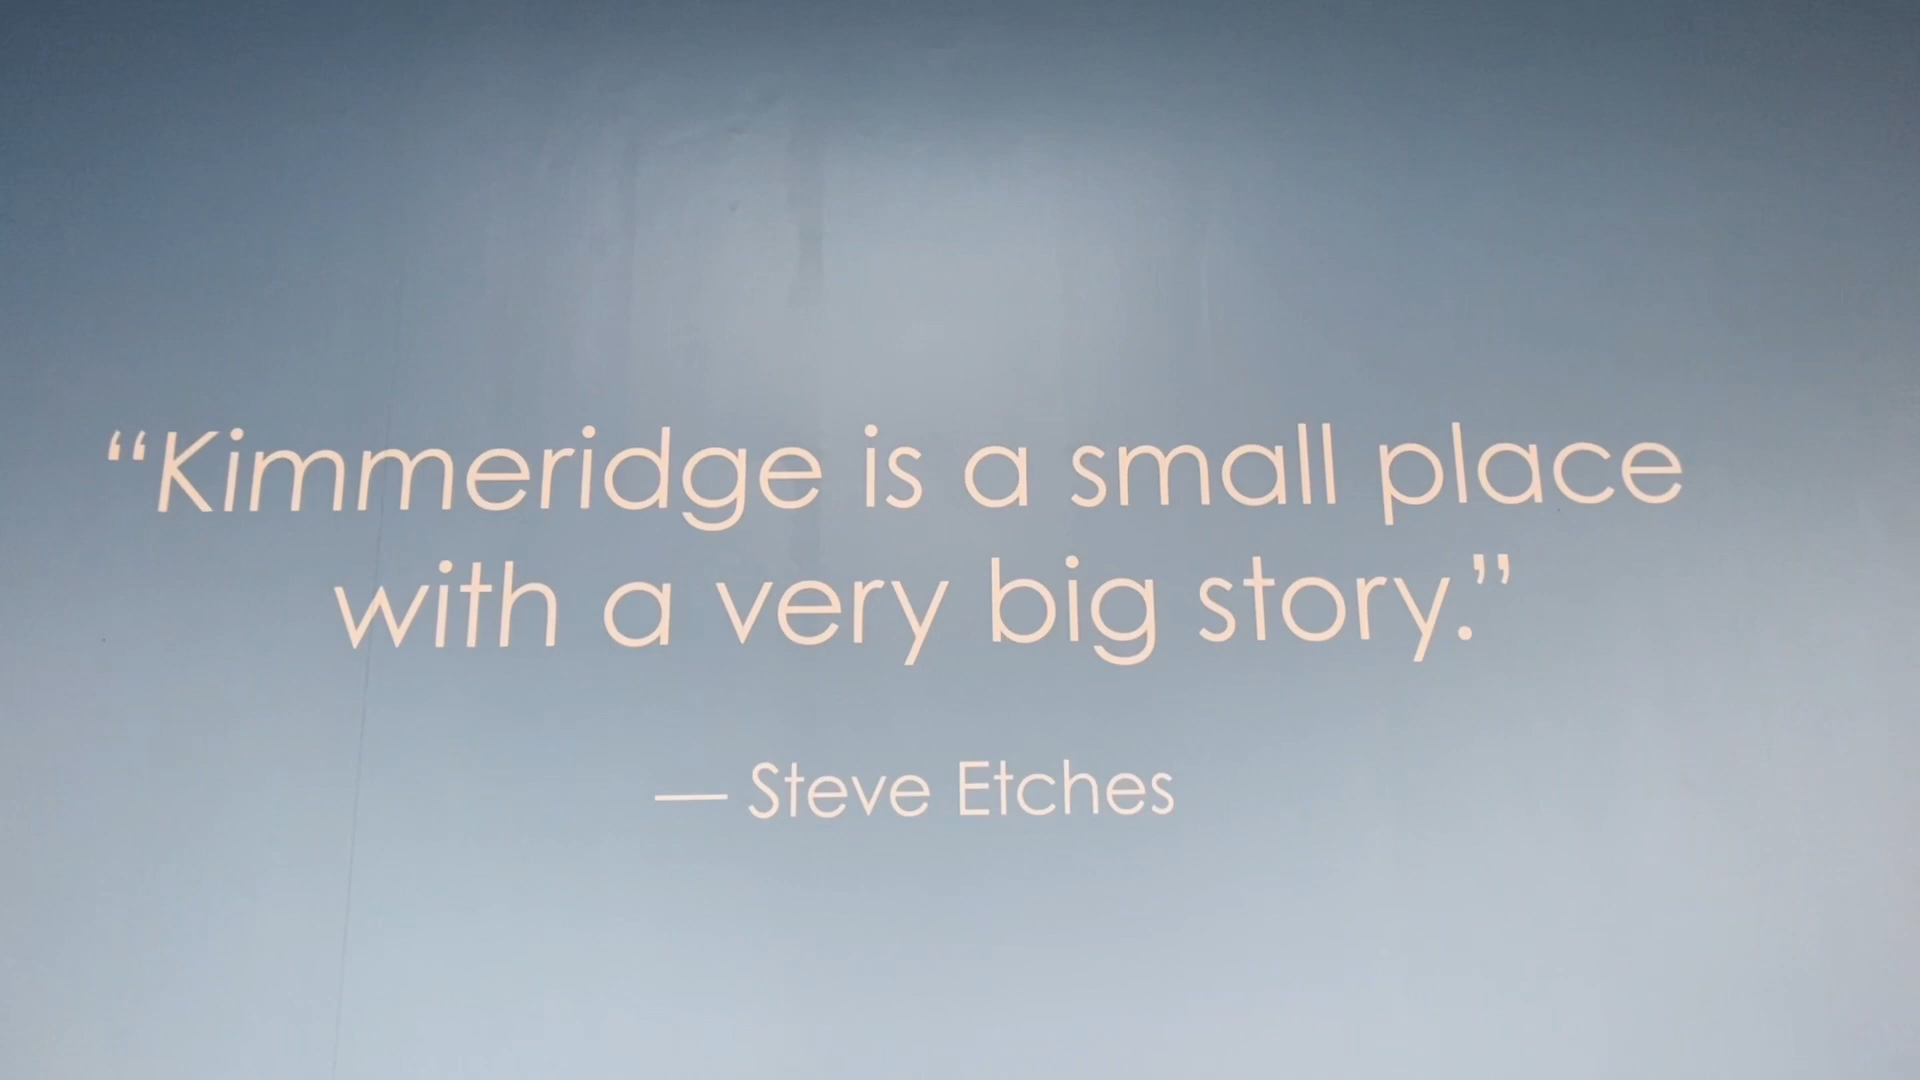 “Kimmeridge is a small place
with a very big story.”
— Steve Etches